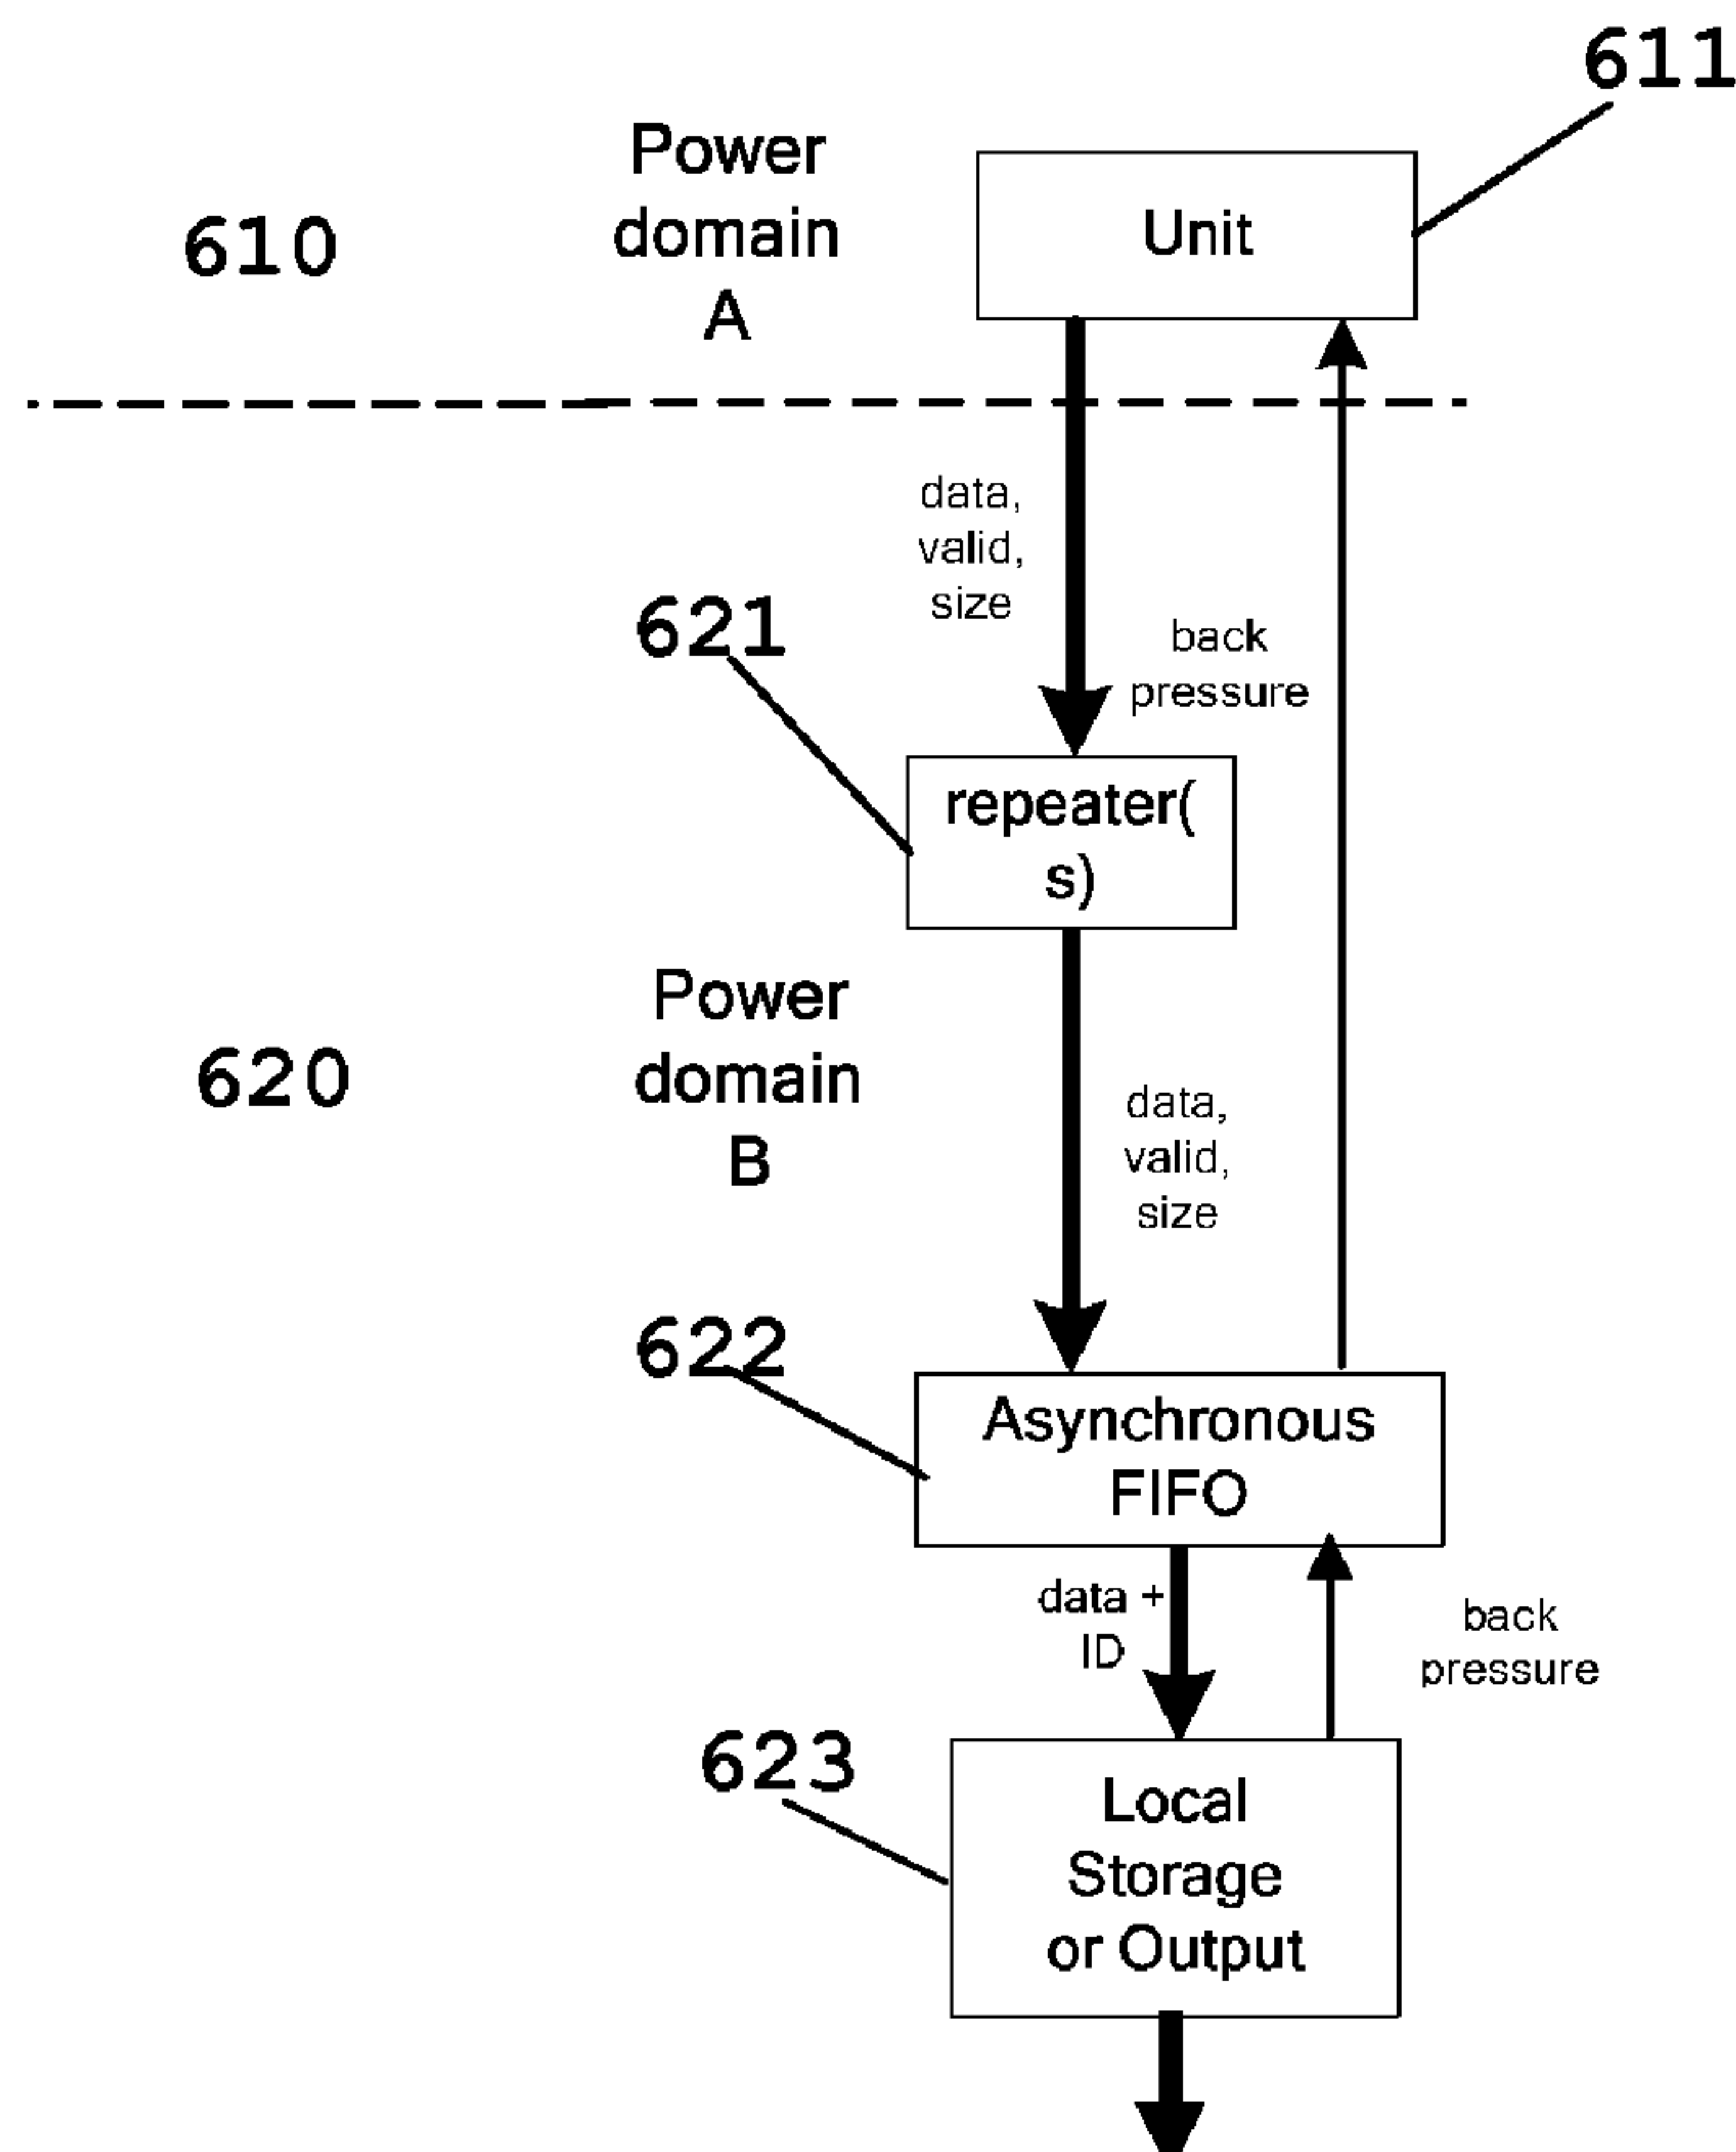 611
Power
domain
A
610
Unit
data,
valid,
size
621
back
pressure
repeater(
s)
Power
domain
B
620
data,
valid,
size
622
Asynchronous
FIFO
data +
ID
back
pressure
623
Local
Storage
or Output